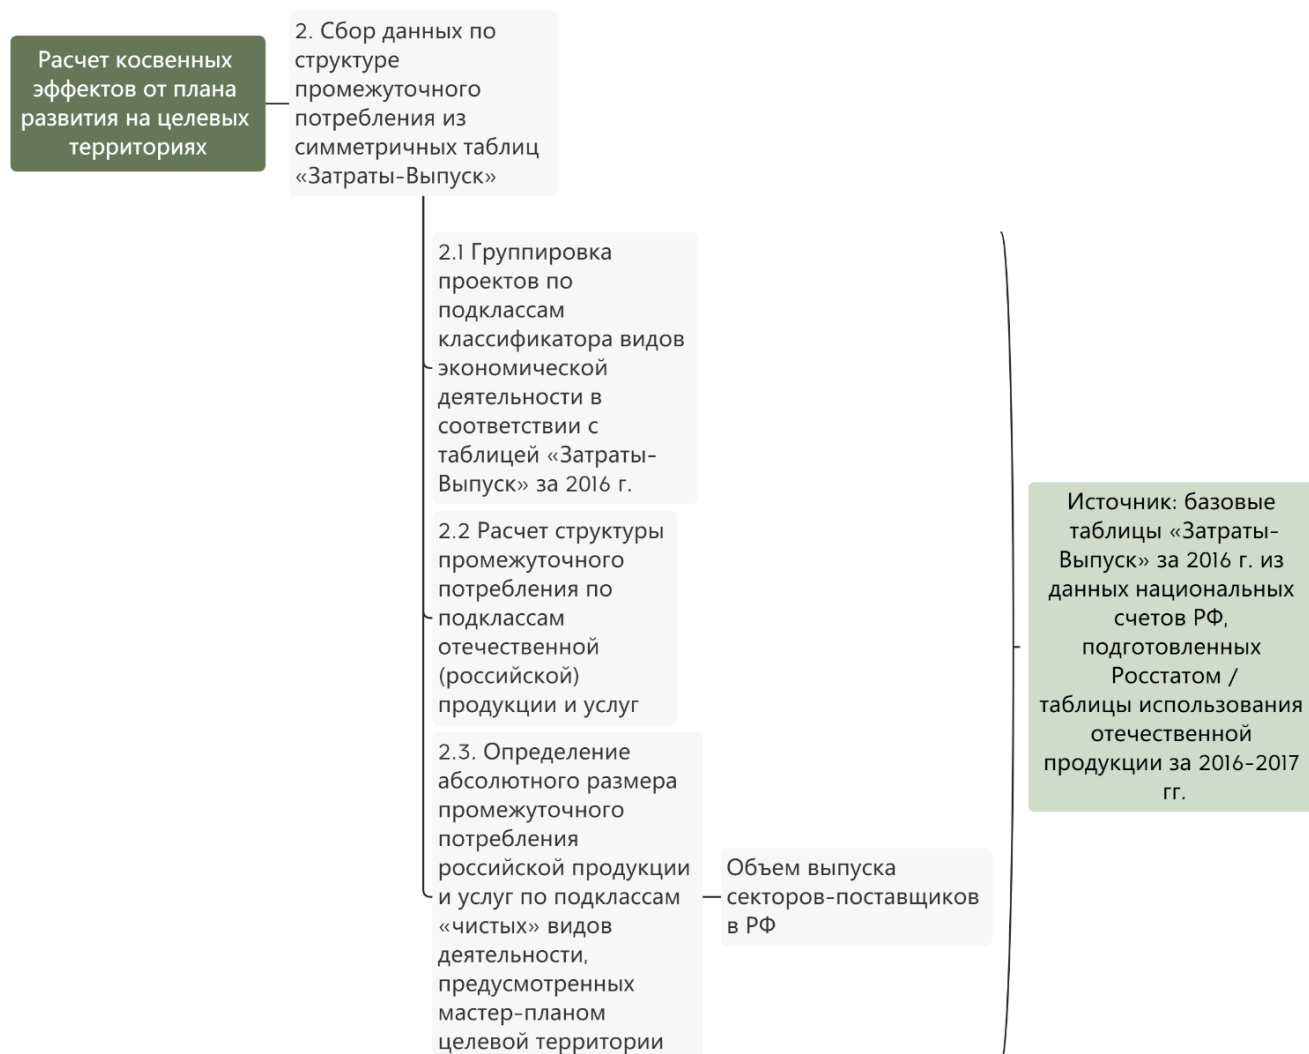 Расчет косвенных
эффектов от плана
развития на целевых
территориях
2. Сбор данных по
структуре
промежуточного
потребления из
симметричных таблиц
«Затраты-Выпуск»
2.1 Группировка
проектов по
подклассам
классификатора видов
экономической
деятельности в
соответствии с
таблицей «Затраты-
Выпуск» за 2016 г.
2.2 Расчет структуры
промежуточного
потребления по
подклассам
отечественной
(российской)
продукции и услуг
2.3. Определение
абсолютного размера
промежуточного
потребления
российской продукции
и услуг по подклассам
«чистых» видов
деятельности,
предусмотренных
мастер-планом
целевой территории
Объем выпуска
секторов-поставщиков
в РФ
Источник: базовые
таблицы «Затраты-
Выпуск» за 2016 г. из
данных национальных
счетов РФ,
подготовленных
Росстатом /
таблицы использования
отечественной
продукции за 2016-2017
гг.